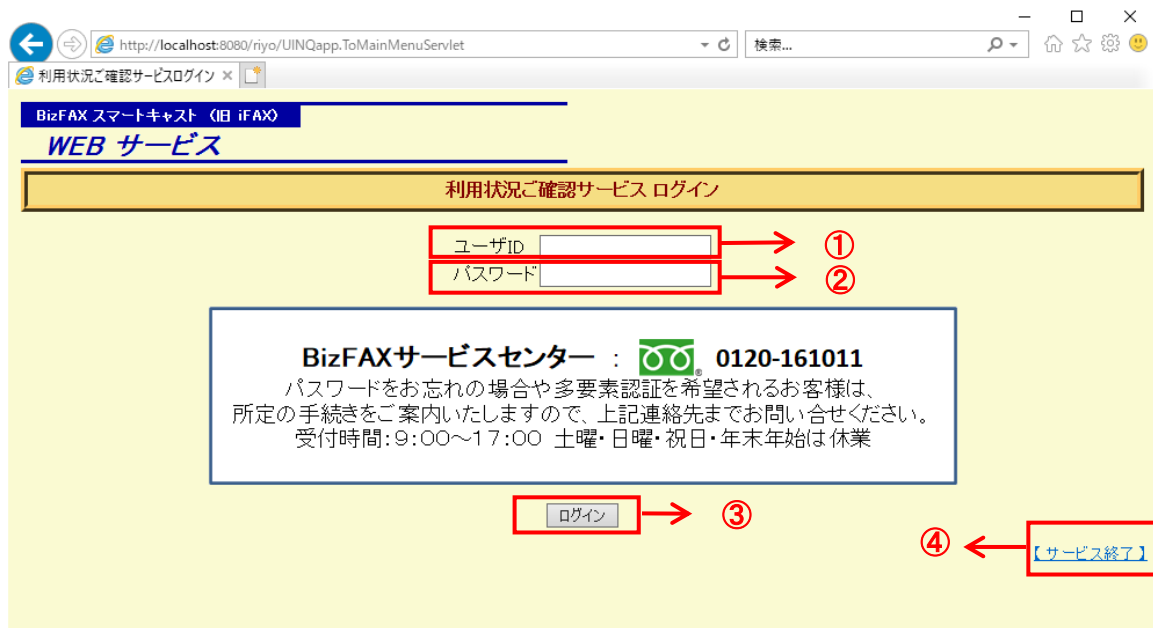 http://localhost:8080/riyo/UINQapp.ToMainMenuServlet
検索...
利用状況ご確認サービスログイン
BizFAX スマートキャスト（旧 iFAX）
WEB サービス
利用状況ご確認サービス ログイン
ユーザID ①
パスワード ②
BizFAXサービスセンター ： 0120-161011
パスワードをお忘れの場合や多要素認証を希望されるお客様は、
所定の手続きをご案内いたしますので、上記連絡先までお問い合せください。
受付時間：9：00～17：00 土曜・日曜・祝日・年末年始は休業
ログイン ③
④ 【サービス終了】